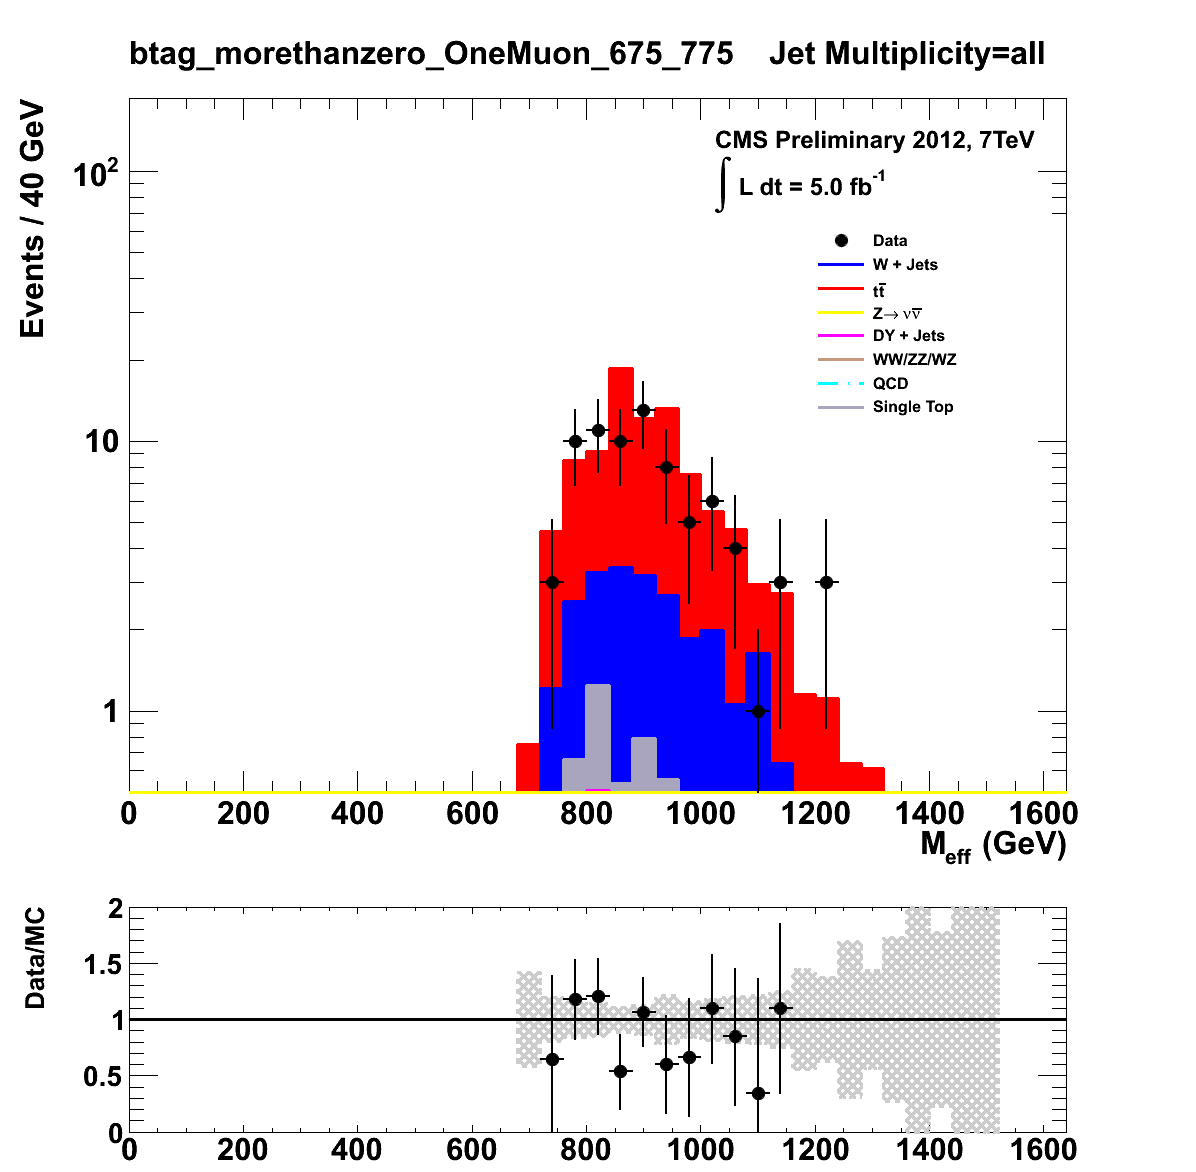 btag_morethanzero_OneMuon_675_775 Jet Multiplicity=all
Events / 40 GeV
CMS Preliminary 2012, 7TeV
∫ L dt = 5.0 fb⁻¹
Data
W + Jets
tt̅
Z→ νν̅
DY + Jets
WW/ZZ/WZ
QCD
Single Top
10²
10
1
0 200 400 600 800 1000 1200 1400 1600
M_eff (GeV)
Data/MC
2
1.5
1
0.5
0
0 200 400 600 800 1000 1200 1400 1600